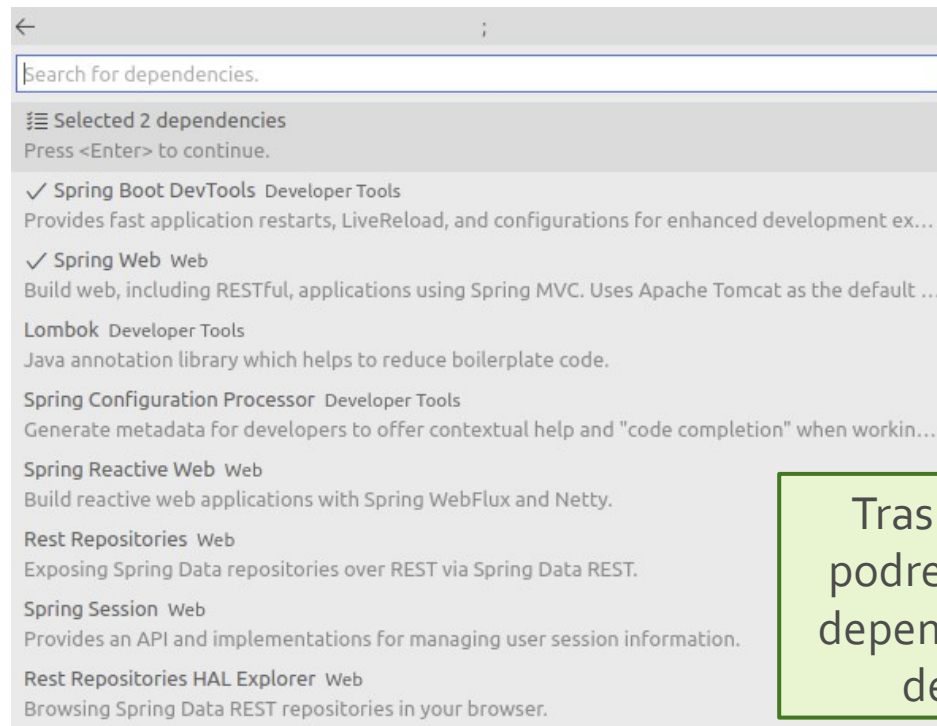 ;
Search for dependencies.
Selected 2 dependencies
Press <Enter> to continue.
Spring Boot DevTools Developer Tools
Provides fast application restarts, LiveReload, and configurations for enhanced development ex...
Spring Web Web
Build web, including RESTful, applications using Spring MVC. Uses Apache Tomcat as the default ...
Lombok Developer Tools
Java annotation library which helps to reduce boilerplate code.
Spring Configuration Processor Developer Tools
Generate metadata for developers to offer contextual help and "code completion" when workin...
Spring Reactive Web Web
Build reactive web applications with Spring WebFlux and Netty.
Rest Repositories Web
Exposing Spring Data repositories over REST via Spring Data REST.
Spring Session Web
Provides an API and implementations for managing user session information.
Rest Repositories HAL Explorer Web
Browsing Spring Data REST repositories in your browser.
Tras
podre
depen
de